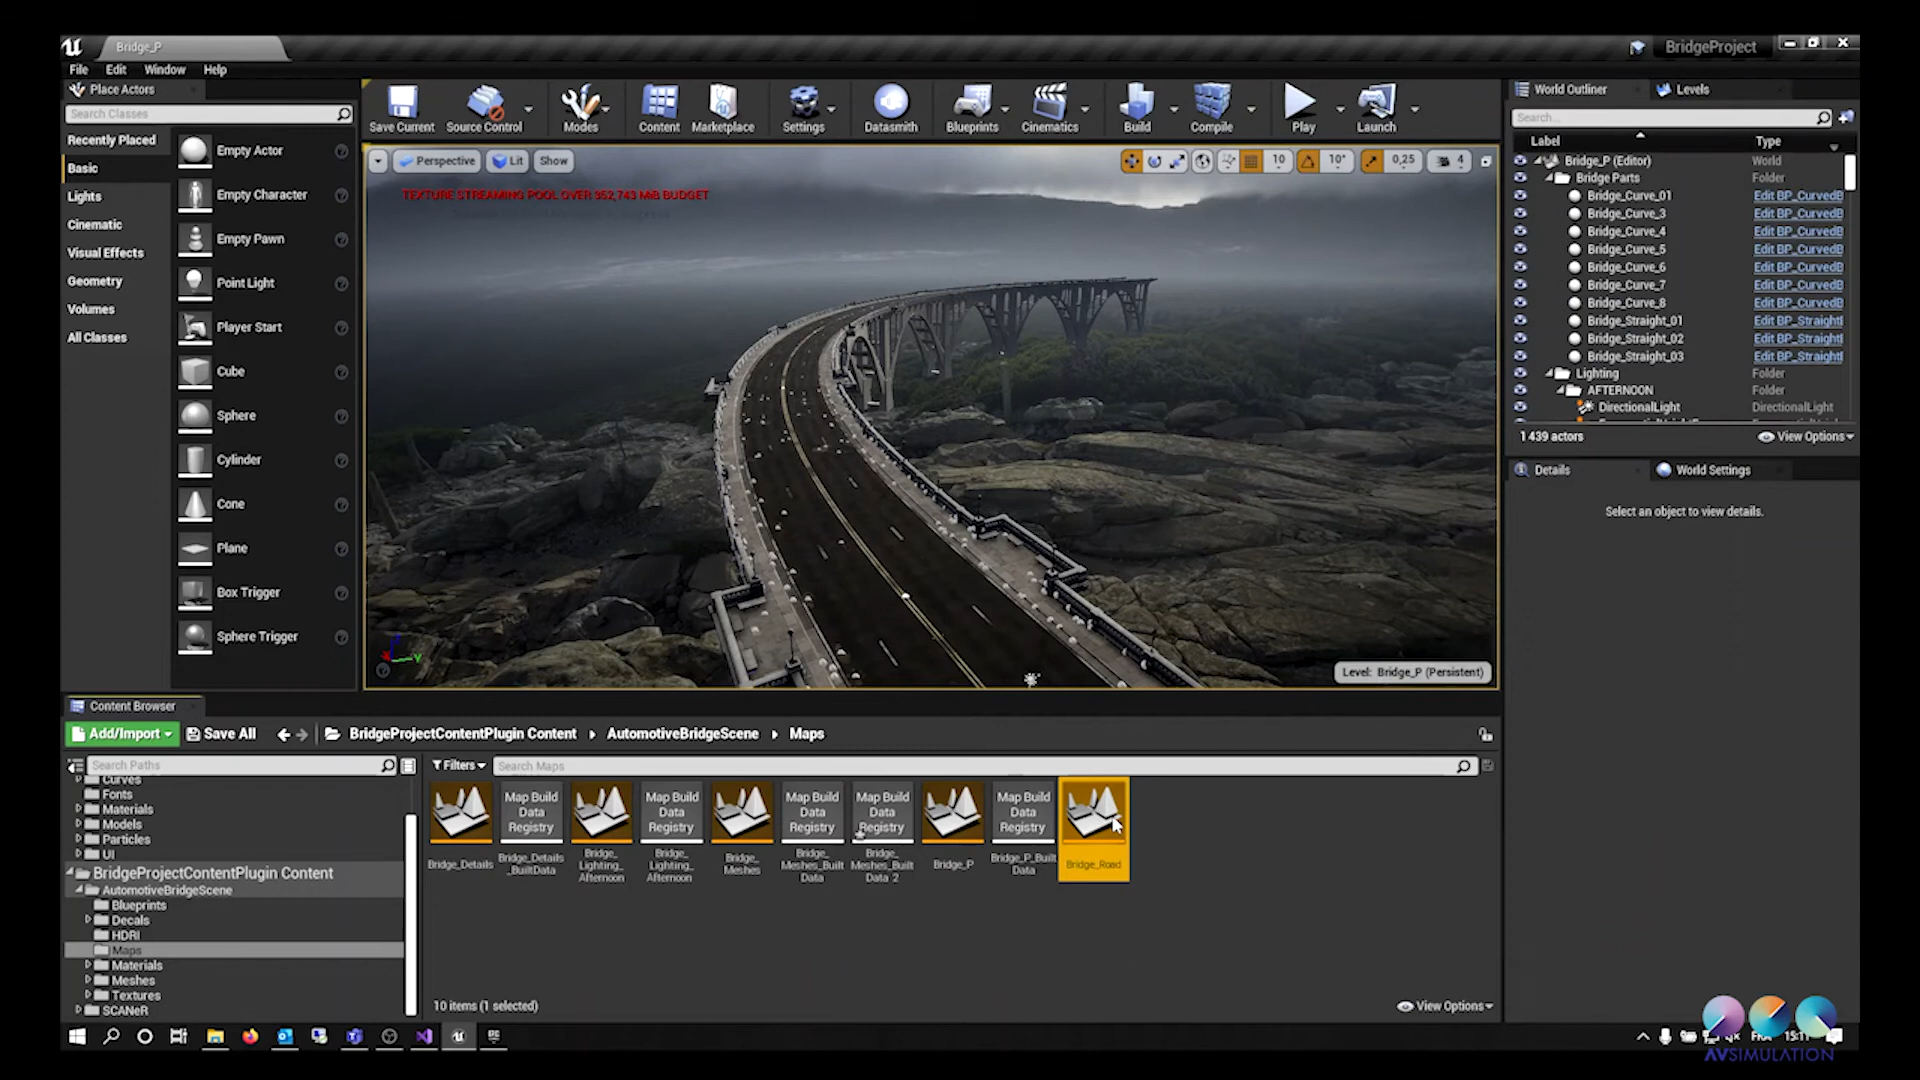 Bridge_P
BridgeProject
File Edit Window Help
Place Actors
Search Classes
Recently Placed
Basic
Lights
Cinematic
Visual Effects
Geometry
Volumes
All Classes
Empty Actor
Empty Character
Empty Pawn
Point Light
Player Start
Cube
Sphere
Cylinder
Cone
Plane
Box Trigger
Sphere Trigger
Save Current Source Control Modes Content Marketplace Settings Datasmith Blueprints Cinematics Build Compile Play Launch
Perspective Lit Show
10 10° 0,25 4
TEXTURE STREAMING POOL OVER 352,743 MiB BUDGET
Level: Bridge_P (Persistent)
World Outliner Levels
Search...
Label Type
Bridge_P (Editor) World
Bridge Parts Folder
Bridge_Curve_01 Edit BP_CurvedB
Bridge_Curve_3 Edit BP_CurvedB
Bridge_Curve_4 Edit BP_CurvedB
Bridge_Curve_5 Edit BP_CurvedB
Bridge_Curve_6 Edit BP_CurvedB
Bridge_Curve_7 Edit BP_CurvedB
Bridge_Curve_8 Edit BP_CurvedB
Bridge_Straight_01 Edit BP_Straight
Bridge_Straight_02 Edit BP_Straight
Bridge_Straight_03 Edit BP_Straight
Lighting Folder
AFTERNOON Folder
DirectionalLight DirectionalLight
1 439 actors View Options
Details World Settings
Select an object to view details.
Content Browser
Add/Import Save All BridgeProjectContentPlugin Content AutomotiveBridgeScene Maps
Search Paths
Filters Search Maps
Curves
Fonts
Materials
Models
Particles
UI
BridgeProjectContentPlugin Content
AutomotiveBridgeScene
Blueprints
Decals
HDRI
Maps
Materials
Meshes
Textures
SCANeR
Bridge_Details
Map Build
Data
Registry
Bridge_Details
_BuiltData
Bridge_
Lighting_
Afternoon
Map Build
Data
Registry
Bridge_
Lighting_
Afternoon
Bridge_
Meshes
Map Build
Data
Registry
Bridge_
Meshes_Built
Data
Map Build
Data
Registry
Bridge_
Meshes_Built
Data 2
Bridge_P
Map Build
Data
Registry
Bridge_P_Built
Data
Bridge_Road
10 items (1 selected)
View Options
AVSIMULATION